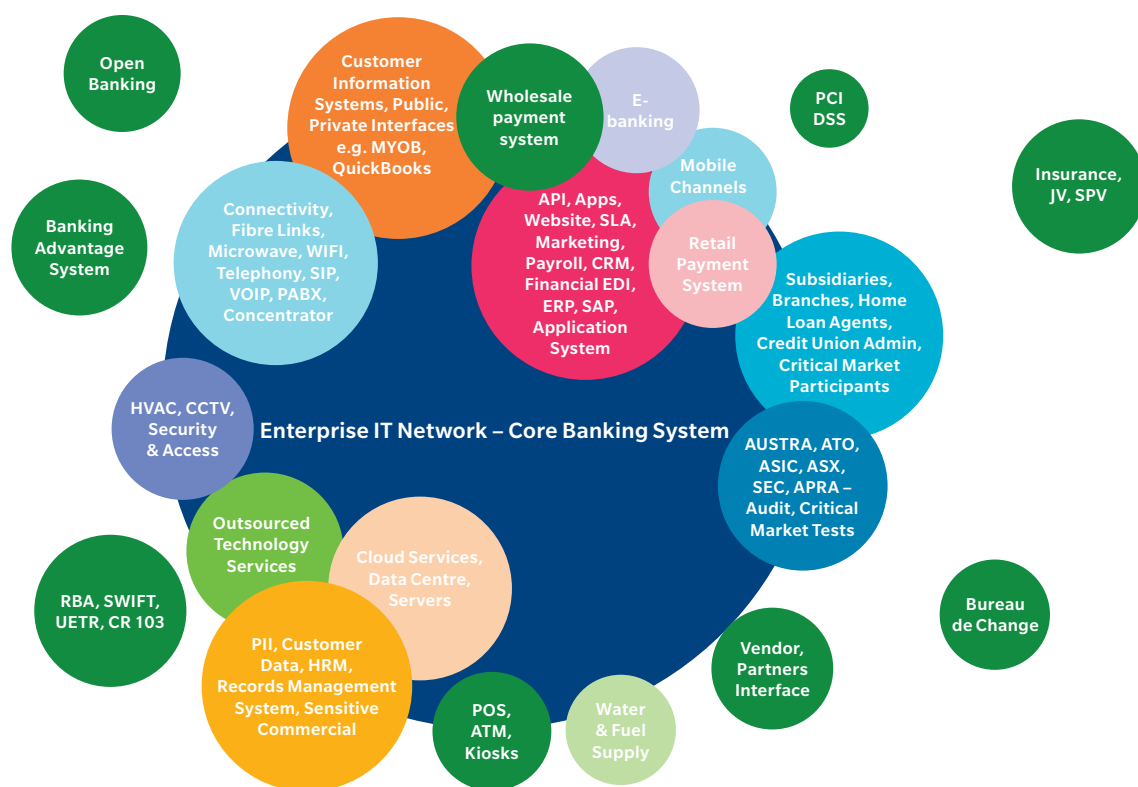 Open
Banking
Customer
Information
Systems, Public,
Private Interfaces
e.g. MYOB,
QuickBooks
Wholesale
payment
system
E-
banking
PCI
DSS
Mobile
Channels
Insurance,
JV, SPV
Banking
Advantage
System
Connectivity,
Fibre Links,
Microwave, WIFI,
Telephony, SIP,
VOIP, PABX,
Concentrator
API, Apps,
Website, SLA,
Marketing,
Payroll, CRM,
Financial EDI,
ERP, SAP,
Application
System
Retail
Payment
System
Subsidiaries,
Branches, Home
Loan Agents,
Credit Union Admin,
Critical Market
Participants
HVAC, CCTV,
Security
& Access
Enterprise IT Network – Core Banking System
AUSTRA, ATO,
ASIC, ASX,
SEC, APRA –
Audit, Critical
Market Tests
Outsourced
Technology
Services
Cloud Services,
Data Centre,
Servers
RBA, SWIFT,
UETR, CR 103
Bureau
de Change
PII, Customer
Data, HRM,
Records Management
System, Sensitive
Commercial
Vendor,
Partners
Interface
POS,
ATM,
Kiosks
Water
& Fuel
Supply